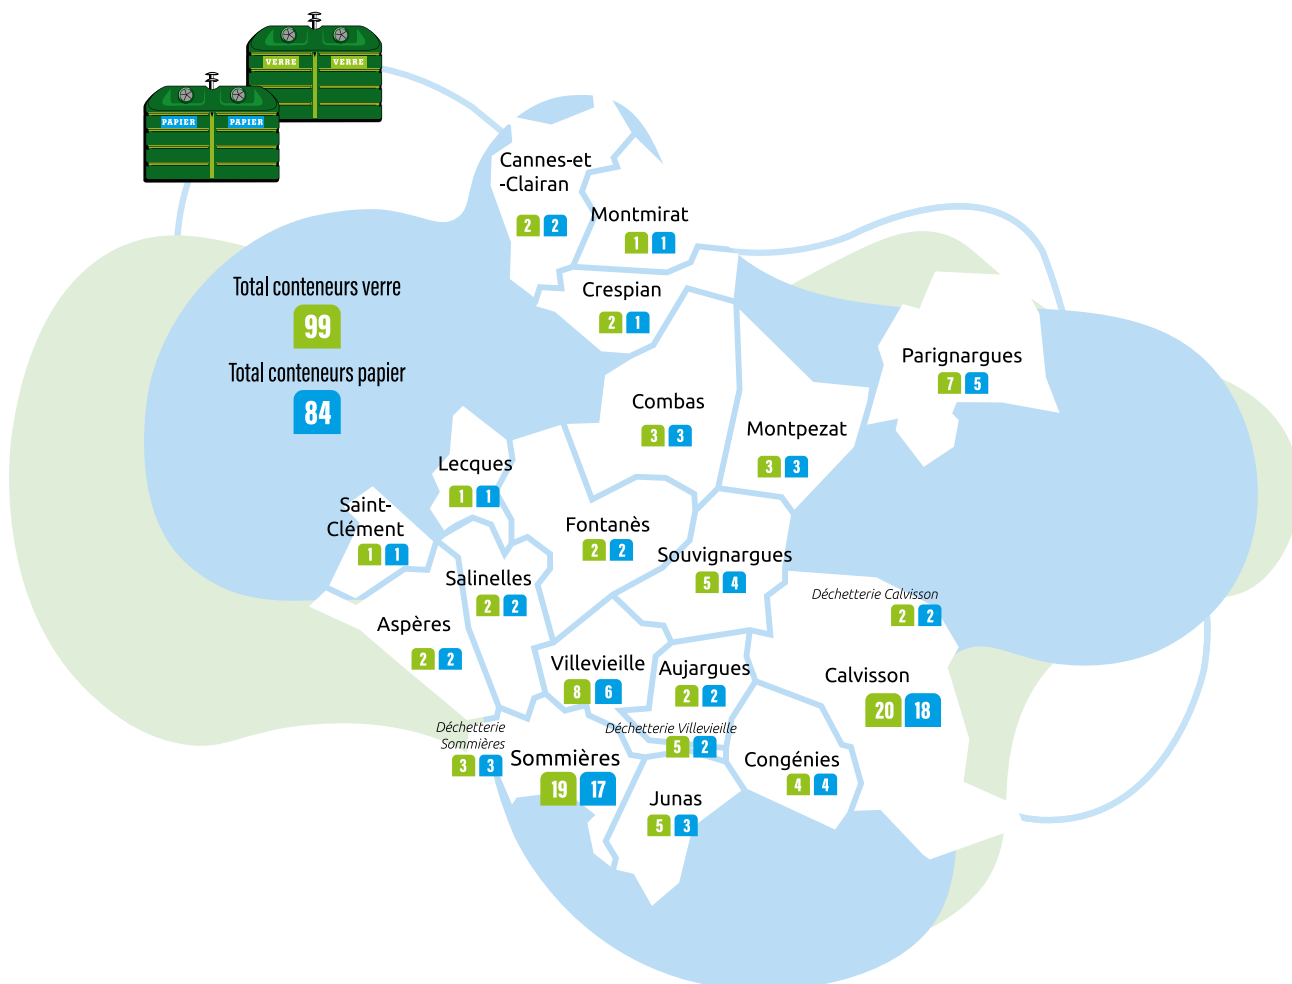 VERRE VERRE
PAPIER PAPIER
Cannes-et
-Clairan
2 2
Montmirat
1 1
Total conteneurs verre
99
Crespian
2 1
Total conteneurs papier
84
Parignargues
7 5
Combas
3 3
Montpezat
3 3
Lecques
1 1
Saint-
Clément
1 1
Fontanès
2 2
Souvignargues
5 4
Salinelles
2 2
Déchetterie Calvisson
2 2
Aspères
2 2
Villevieille
8 6
Aujargues
2 2
Calvisson
20 18
Déchetterie
Sommières
3 3
Déchetterie Villevieille
5 2
Sommières
19 17
Congénies
4 4
Junas
5 3